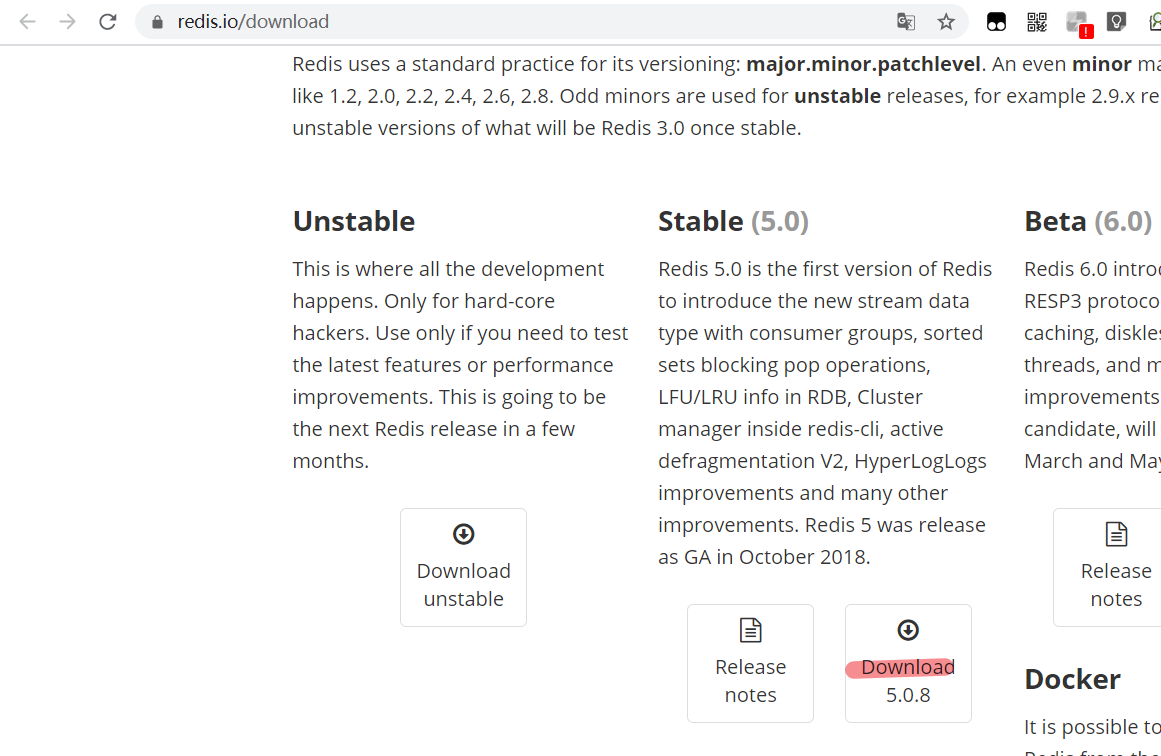 redis.io/download
Redis uses a standard practice for its versioning: major.minor.patchlevel. An even minor ma
like 1.2, 2.0, 2.2, 2.4, 2.6, 2.8. Odd minors are used for unstable releases, for example 2.9.x re
unstable versions of what will be Redis 3.0 once stable.
Unstable
This is where all the development
happens. Only for hard-core
hackers. Use only if you need to test
the latest features or performance
improvements. This is going to be
the next Redis release in a few
months.
Download
unstable
Stable (5.0)
Redis 5.0 is the first version of Redis
to introduce the new stream data
type with consumer groups, sorted
sets blocking pop operations,
LFU/LRU info in RDB, Cluster
manager inside redis-cli, active
defragmentation V2, HyperLogLogs
improvements and many other
improvements. Redis 5 was release
as GA in October 2018.
Release
notes
Download
5.0.8
Beta (6.0)
Redis 6.0 intro
RESP3 protoco
caching, diskle
threads, and m
improvements
candidate, will
March and May
Release
notes
Docker
It is possible to